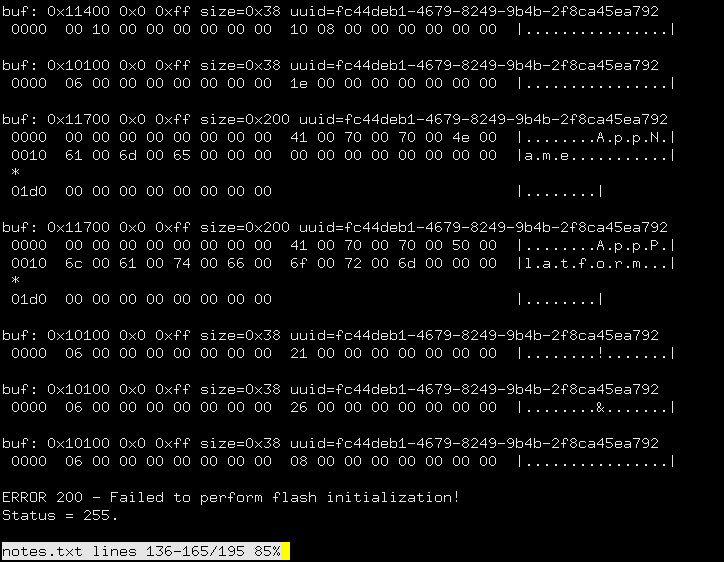 buf: 0x11400 0x0 0xff size=0x38 uuid=fc44deb1-4679-8249-9b4b-2f8ca45ea792
 0000  00 10 00 00 00 00 00 00  10 08 00 00 00 00 00 00  |................|

buf: 0x10100 0x0 0xff size=0x38 uuid=fc44deb1-4679-8249-9b4b-2f8ca45ea792
 0000  06 00 00 00 00 00 00 00  1e 00 00 00 00 00 00 00  |................|

buf: 0x11700 0x0 0xff size=0x200 uuid=fc44deb1-4679-8249-9b4b-2f8ca45ea792
 0000  00 00 00 00 00 00 00 00  41 00 70 00 70 00 4e 00  |........A.p.p.N.|
 0010  61 00 6d 00 65 00 00 00  00 00 00 00 00 00 00 00  |a.m.e...........|
 *
 01d0  00 00 00 00 00 00 00 00                           |........|

buf: 0x11700 0x0 0xff size=0x200 uuid=fc44deb1-4679-8249-9b4b-2f8ca45ea792
 0000  00 00 00 00 00 00 00 00  41 00 70 00 70 00 50 00  |........A.p.p.P.|
 0010  6c 00 61 00 74 00 66 00  6f 00 72 00 6d 00 00 00  |l.a.t.f.o.r.m...|
 *
 01d0  00 00 00 00 00 00 00 00                           |........|

buf: 0x10100 0x0 0xff size=0x38 uuid=fc44deb1-4679-8249-9b4b-2f8ca45ea792
 0000  06 00 00 00 00 00 00 00  21 00 00 00 00 00 00 00  |........!.......|

buf: 0x10100 0x0 0xff size=0x38 uuid=fc44deb1-4679-8249-9b4b-2f8ca45ea792
 0000  06 00 00 00 00 00 00 00  26 00 00 00 00 00 00 00  |........&.......|

buf: 0x10100 0x0 0xff size=0x38 uuid=fc44deb1-4679-8249-9b4b-2f8ca45ea792
 0000  06 00 00 00 00 00 00 00  08 00 00 00 00 00 00 00  |................|

ERROR 200 - Failed to perform flash initialization!
Status = 255.

notes.txt lines 136-165/195 85%